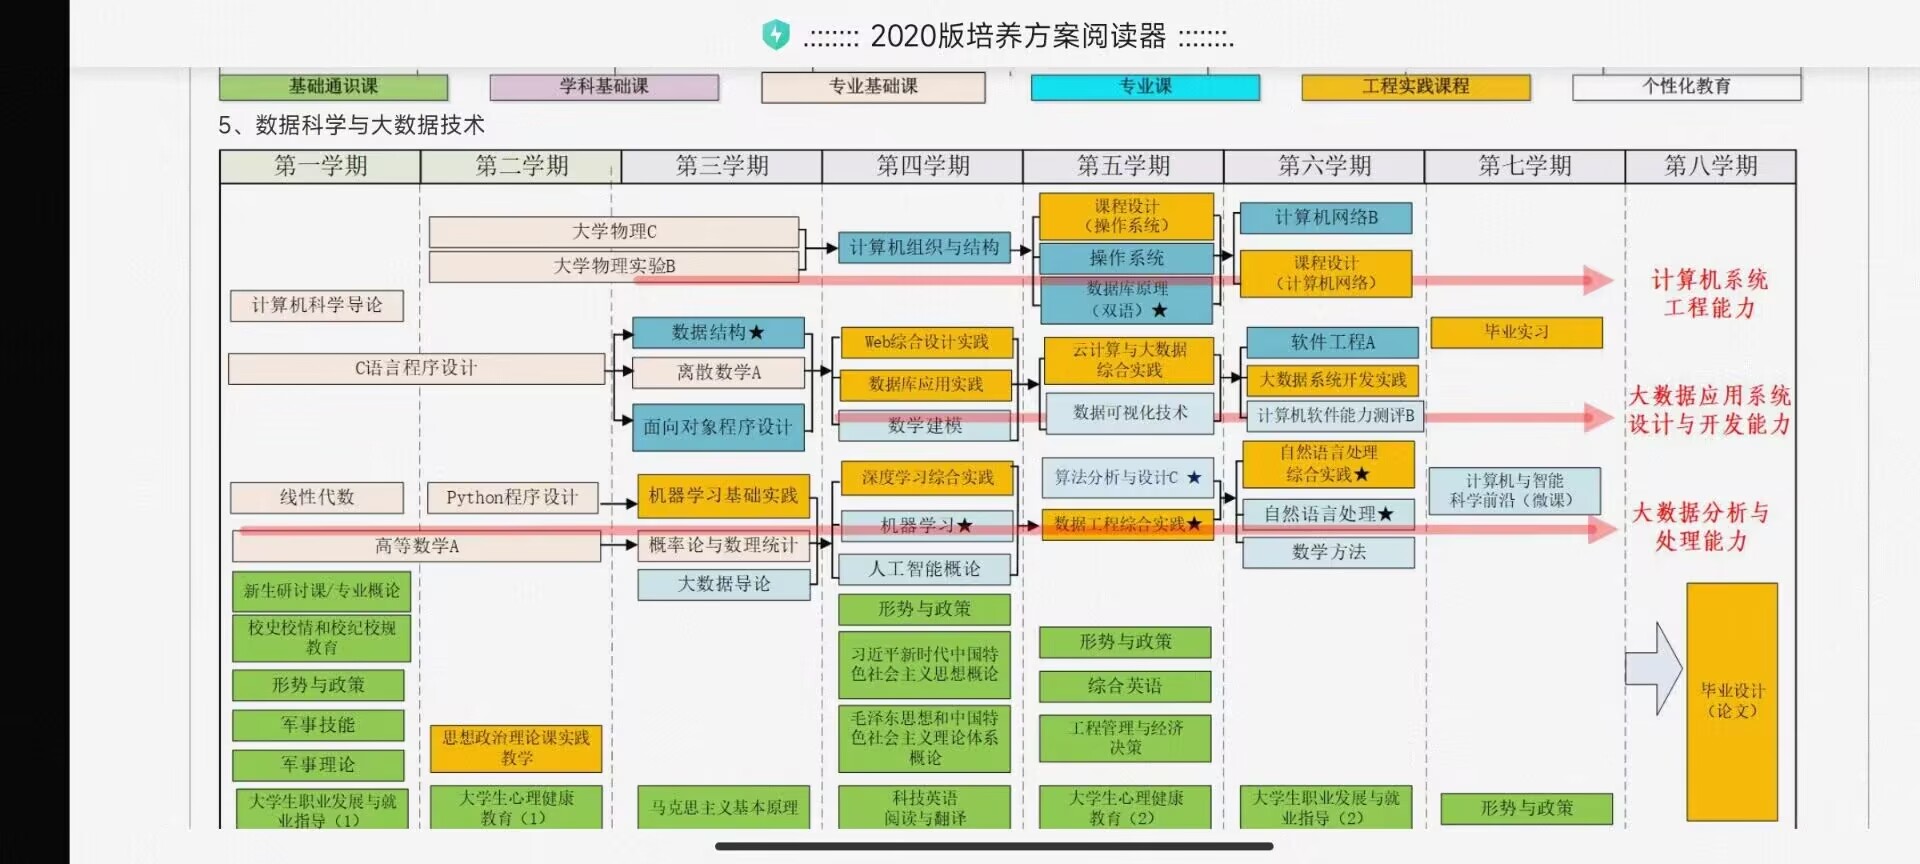 .::::::: 2020版培养方案阅读器 :::::::.
基础通识课
学科基础课
专业基础课
专业课
工程实践课程
个性化教育
5、数据科学与大数据技术
第一学期
第二学期
第三学期
第四学期
第五学期
第六学期
第七学期
第八学期
大学物理C
大学物理实验B
计算机组织与结构
课程设计
（操作系统）
操作系统
数据库原理
（双语）★
计算机网络B
课程设计
（计算机网络）
计算机系统
工程能力
计算机科学导论
C语言程序设计
数据结构★
离散数学A
面向对象程序设计
Web综合设计实践
数据库应用实践
数学建模
云计算与大数据
综合实践
数据可视化技术
软件工程A
大数据系统开发实践
计算机软件能力测评B
毕业实习
大数据应用系统
设计与开发能力
线性代数
Python程序设计
机器学习基础实践
高等数学A
概率论与数理统计
大数据导论
深度学习综合实践
机器学习★
人工智能概论
算法分析与设计C ★
数据工程综合实践★
自然语言处理
综合实践★
自然语言处理★
数学方法
计算机与智能
科学前沿（微课）
大数据分析与
处理能力
新生研讨课/专业概论
校史校情和校纪校规
教育
形势与政策
军事技能
军事理论
大学生职业发展与就
业指导（1）
思想政治理论课实践
教学
大学生心理健康
教育（1）
马克思主义基本原理
形势与政策
习近平新时代中国特
色社会主义思想概论
毛泽东思想和中国特
色社会主义理论体系
概论
科技英语
阅读与翻译
形势与政策
综合英语
工程管理与经济
决策
大学生心理健康
教育（2）
大学生职业发展与就
业指导（2）
形势与政策
毕业设计
（论文）